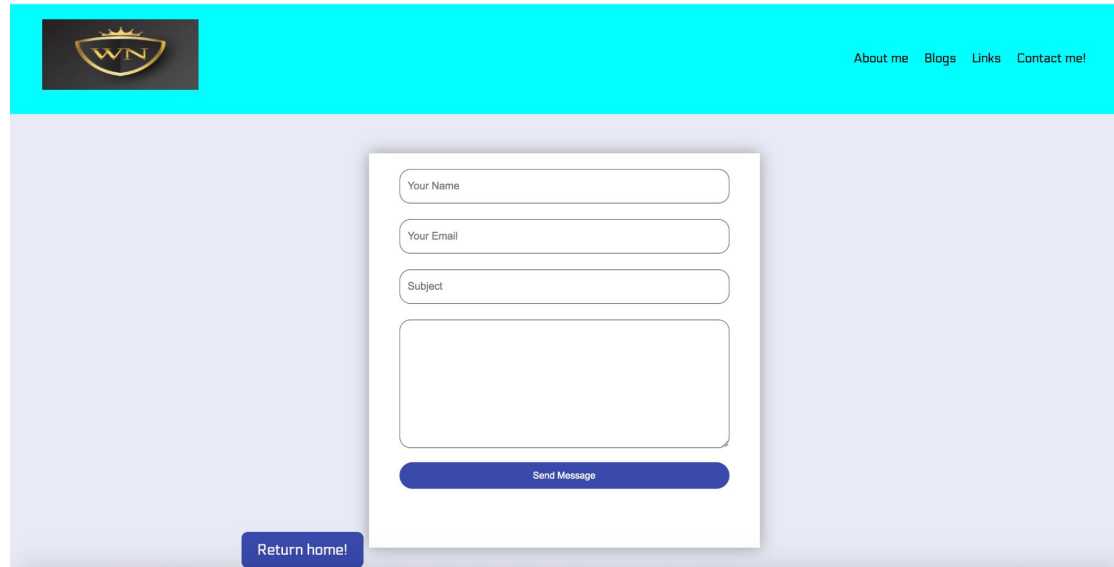 WN
About me Blogs Links Contact me!
Your Name
Your Email
Subject
Send Message
Return home!